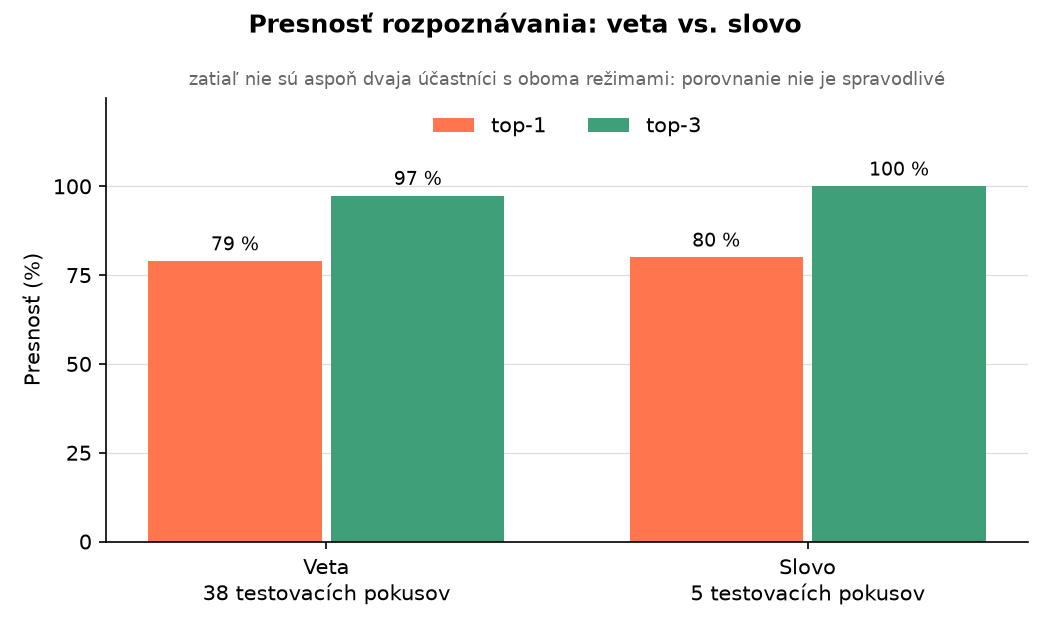 Presnosť rozpoznávania: veta vs. slovo
zatiaľ nie sú aspoň dvaja účastníci s oboma režimami: porovnanie nie je spravodlivé
top-1 top-3
97 %
100 %
79 %
80 %
100
75
50
25
0
Presnosť (%)
Veta
38 testovacích pokusov
Slovo
5 testovacích pokusov